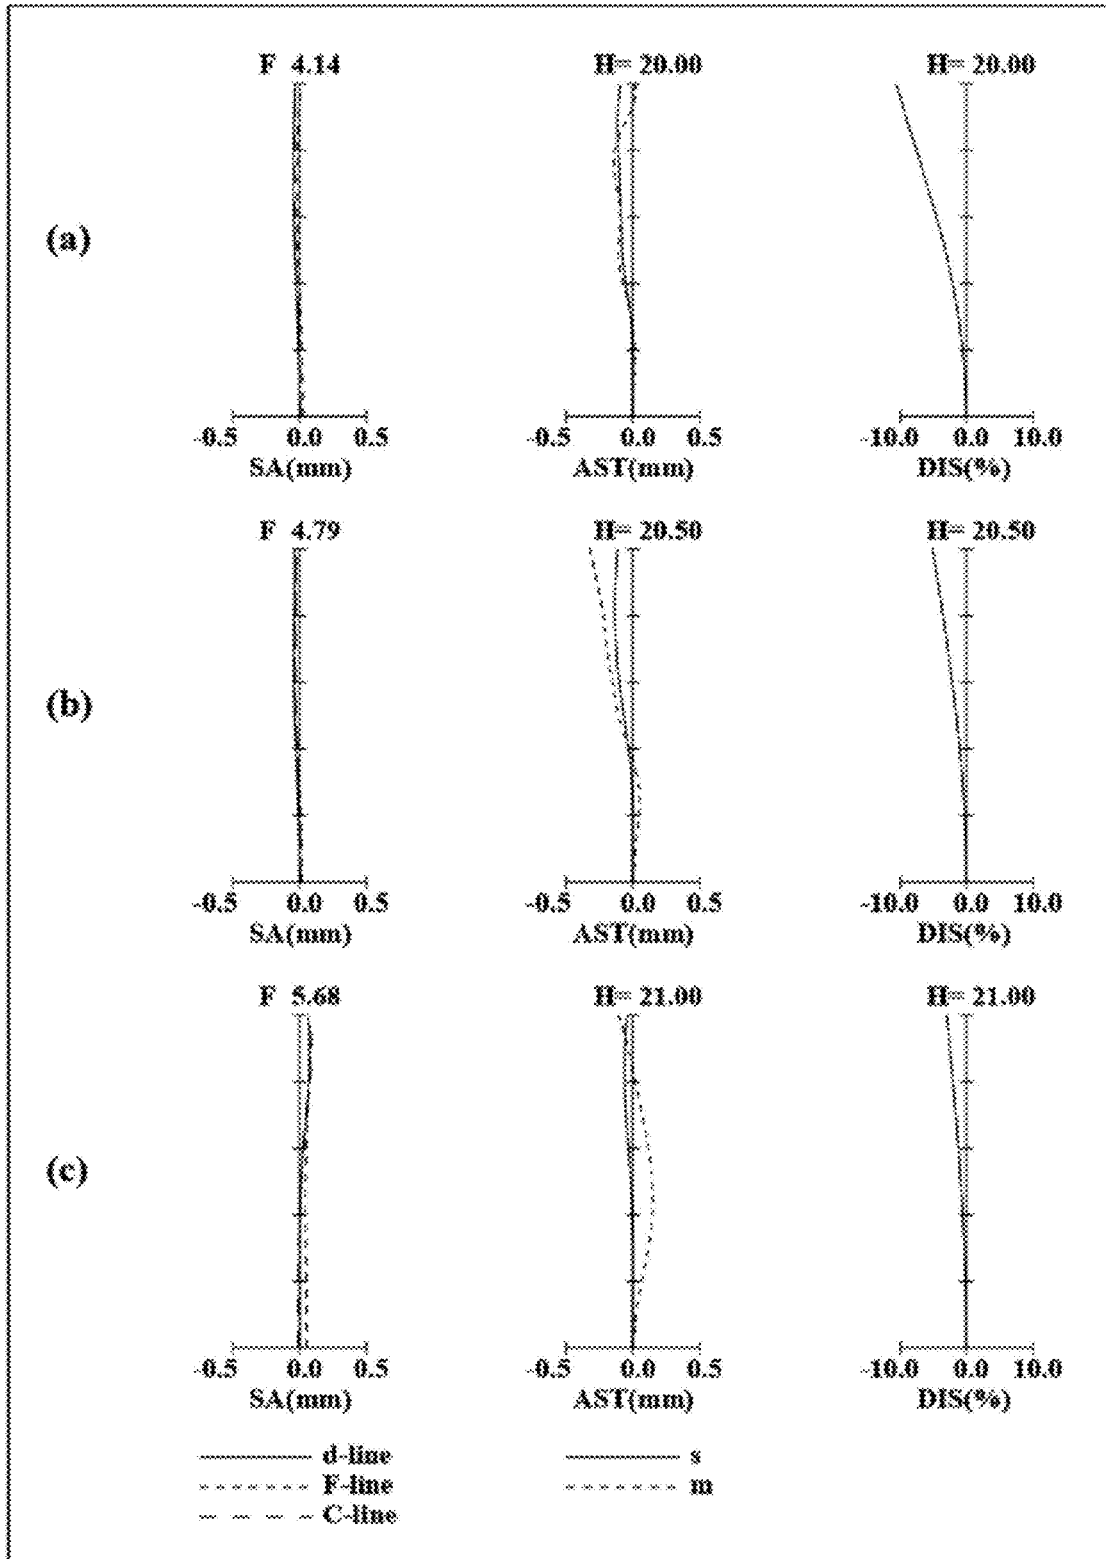 F 4.14 H= 20.00 H= 20.00
(a)
-0.5 0.0 0.5 -0.5 0.0 0.5 -10.0 0.0 10.0
SA(mm) AST(mm) DIS(%)
F 4.79 H= 20.50 H= 20.50
(b)
-0.5 0.0 0.5 -0.5 0.0 0.5 -10.0 0.0 10.0
SA(mm) AST(mm) DIS(%)
F 5.68 H= 21.00 H= 21.00
(c)
-0.5 0.0 0.5 -0.5 0.0 0.5 -10.0 0.0 10.0
SA(mm) AST(mm) DIS(%)
d-line s
F-line m
C-line